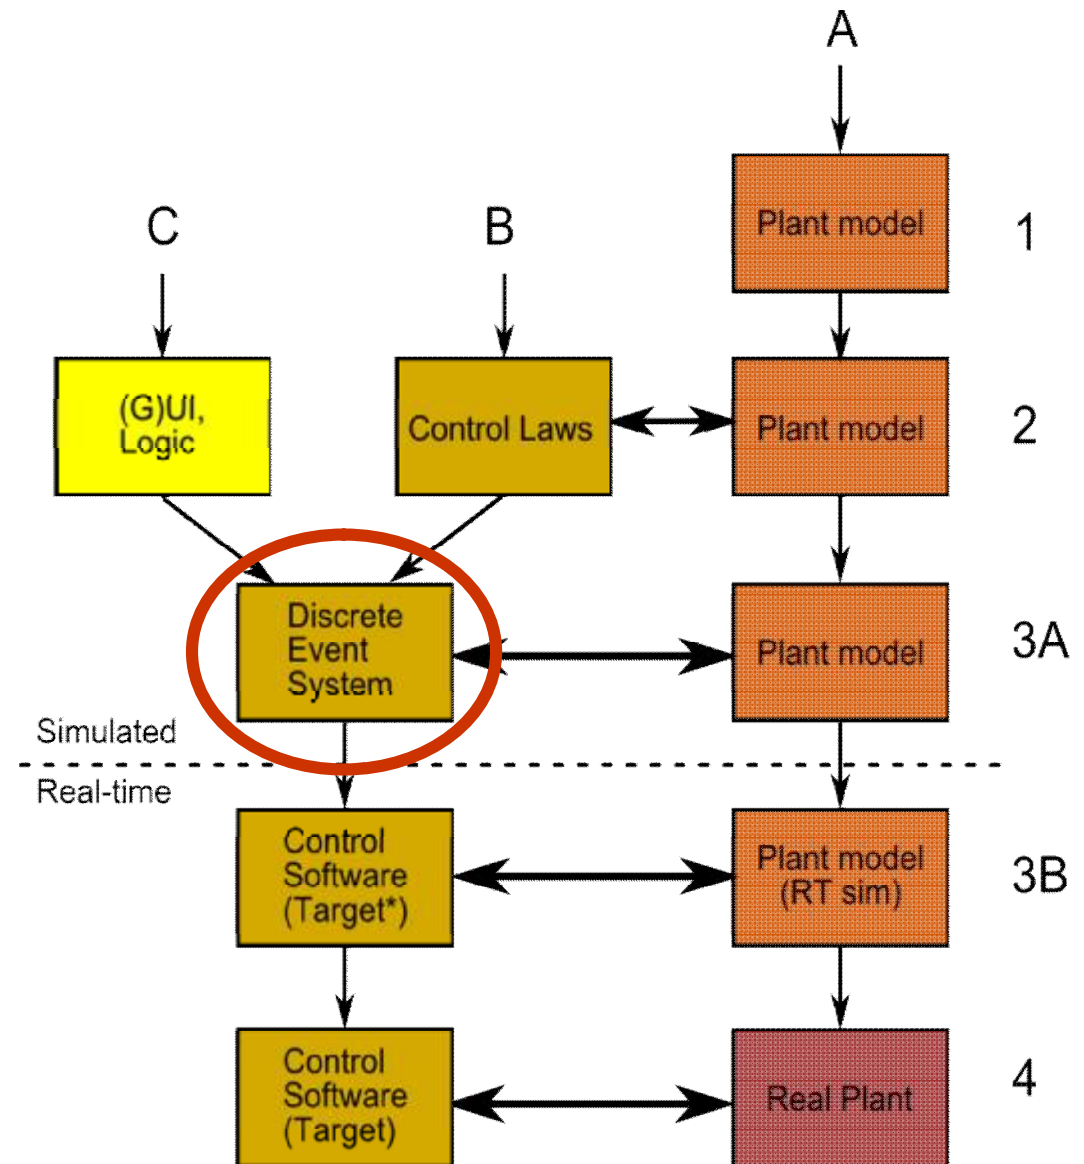 A
Plant model
1
C
B
(G)UI,
Logic
Control Laws
Plant model
2
Discrete
Event
System
Plant model
3A
Simulated
Real-time
Control
Software
(Target*)
Plant model
(RT sim)
3B
Control
Software
(Target)
Real Plant
4